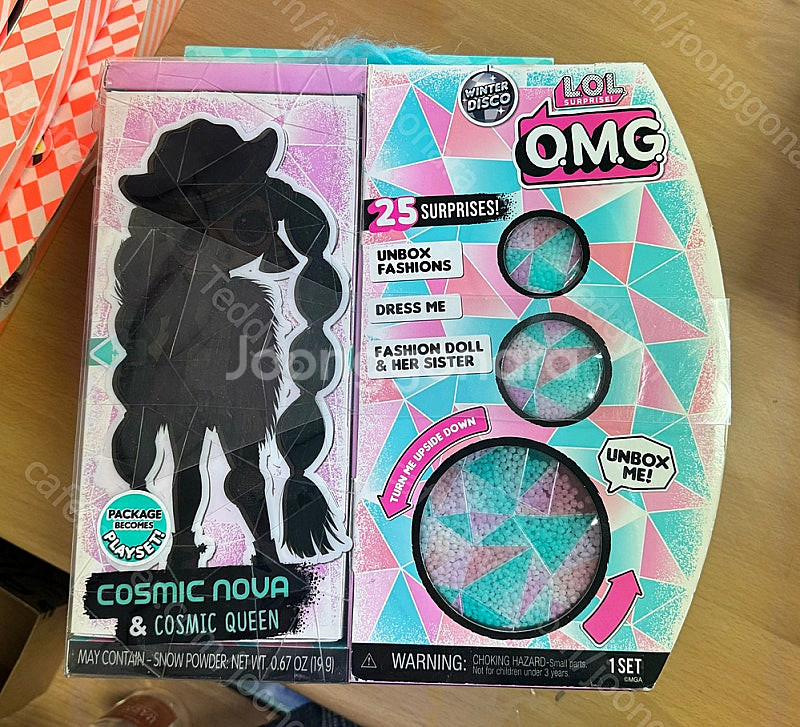 WINTER
DISCO
LOL
SURPRISE!
O.M.G.
25 SURPRISES!
UNBOX
FASHIONS
DRESS ME
FASHION DOLL
& HER SISTER
TURN ME UPSIDE DOWN
UNBOX
ME!
PACKAGE
BECOMES
PLAYSET!
COSMIC NOVA
& COSMIC QUEEN
MAY CONTAIN - SNOW POWDER: NET WT. 0.67 OZ (19 g)
WARNING: CHOKING HAZARD-Small parts.
Not for children under 3 years.
1 SET
©MGA
Joongonara